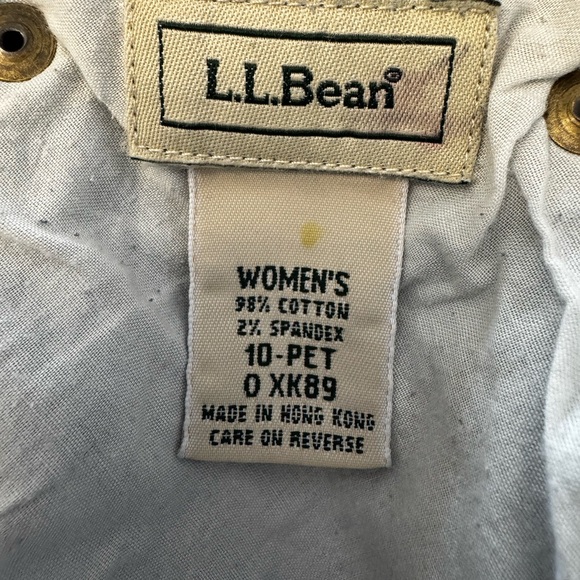 L.L.Bean®
WOMEN'S
98% COTTON
2% SPANDEX
10-PET
0 XK89
MADE IN HONG KONG
CARE ON REVERSE